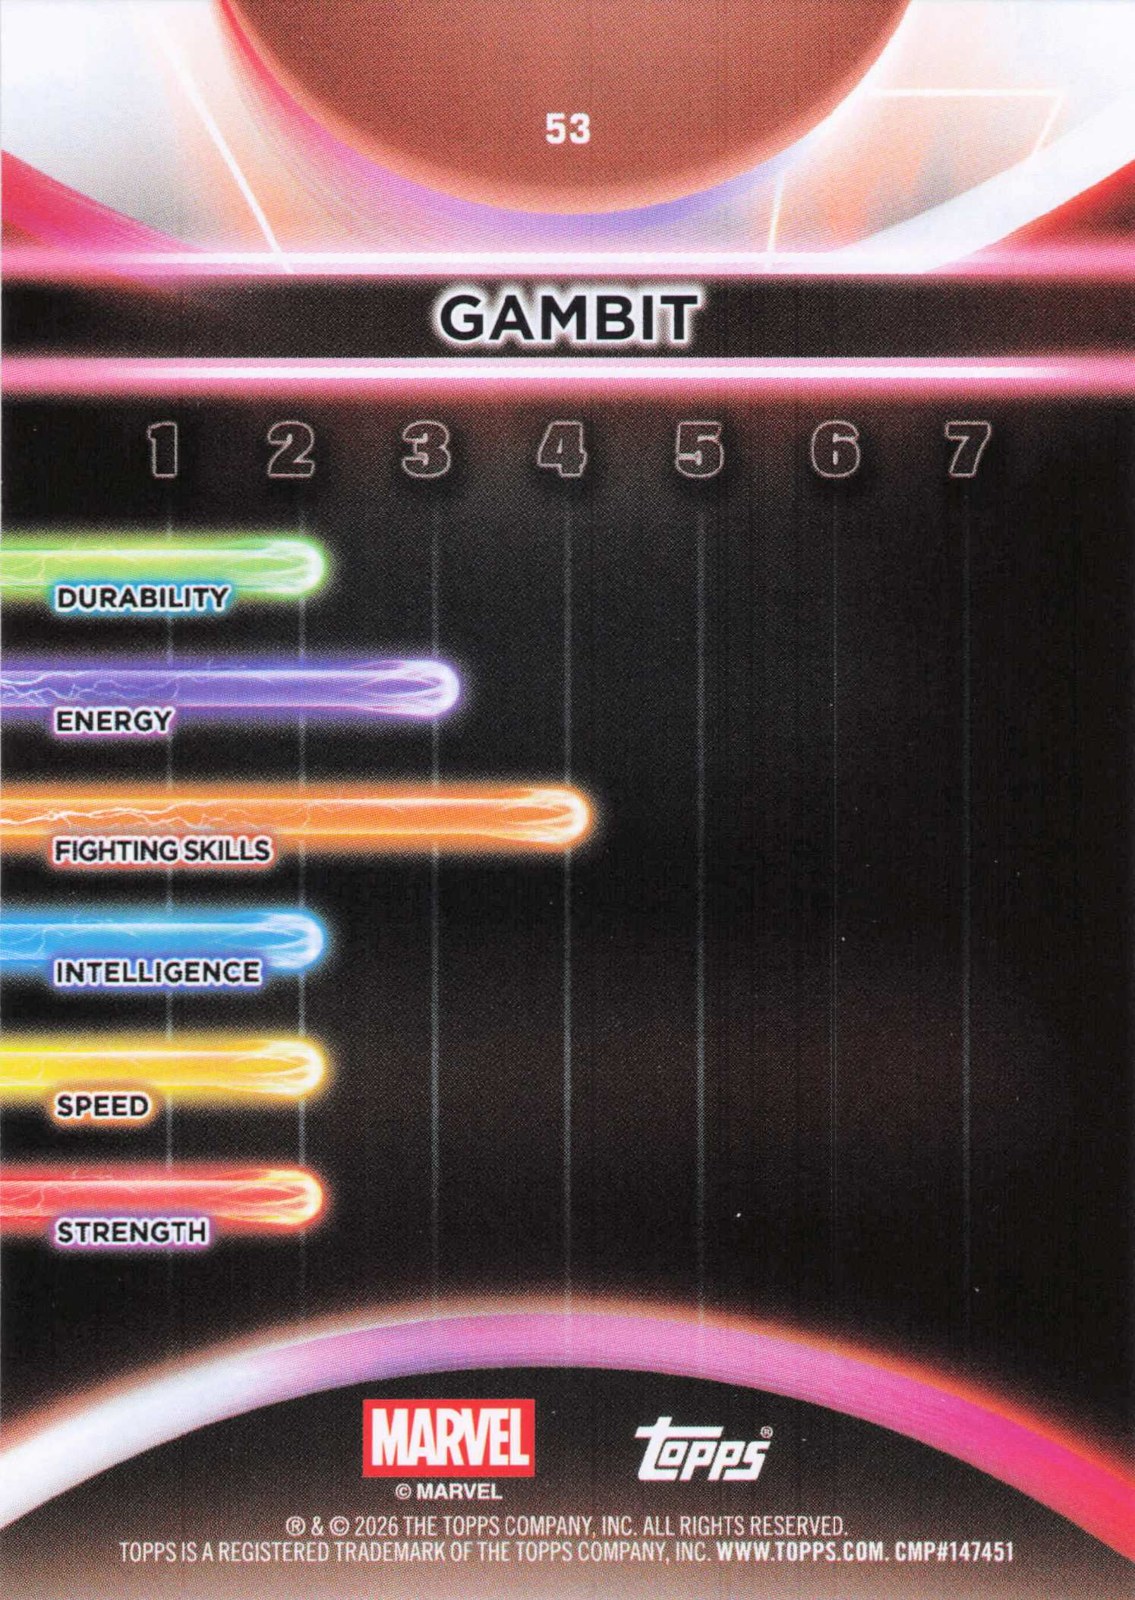 53
GAMBIT
1 2 3 4 5 6 7
DURABILITY
ENERGY
FIGHTING SKILLS
INTELLIGENCE
SPEED
STRENGTH
MARVEL
topps®
© MARVEL
® & © 2026 THE TOPPS COMPANY, INC. ALL RIGHTS RESERVED.
TOPPS IS A REGISTERED TRADEMARK OF THE TOPPS COMPANY, INC. WWW.TOPPS.COM. CMP#147451